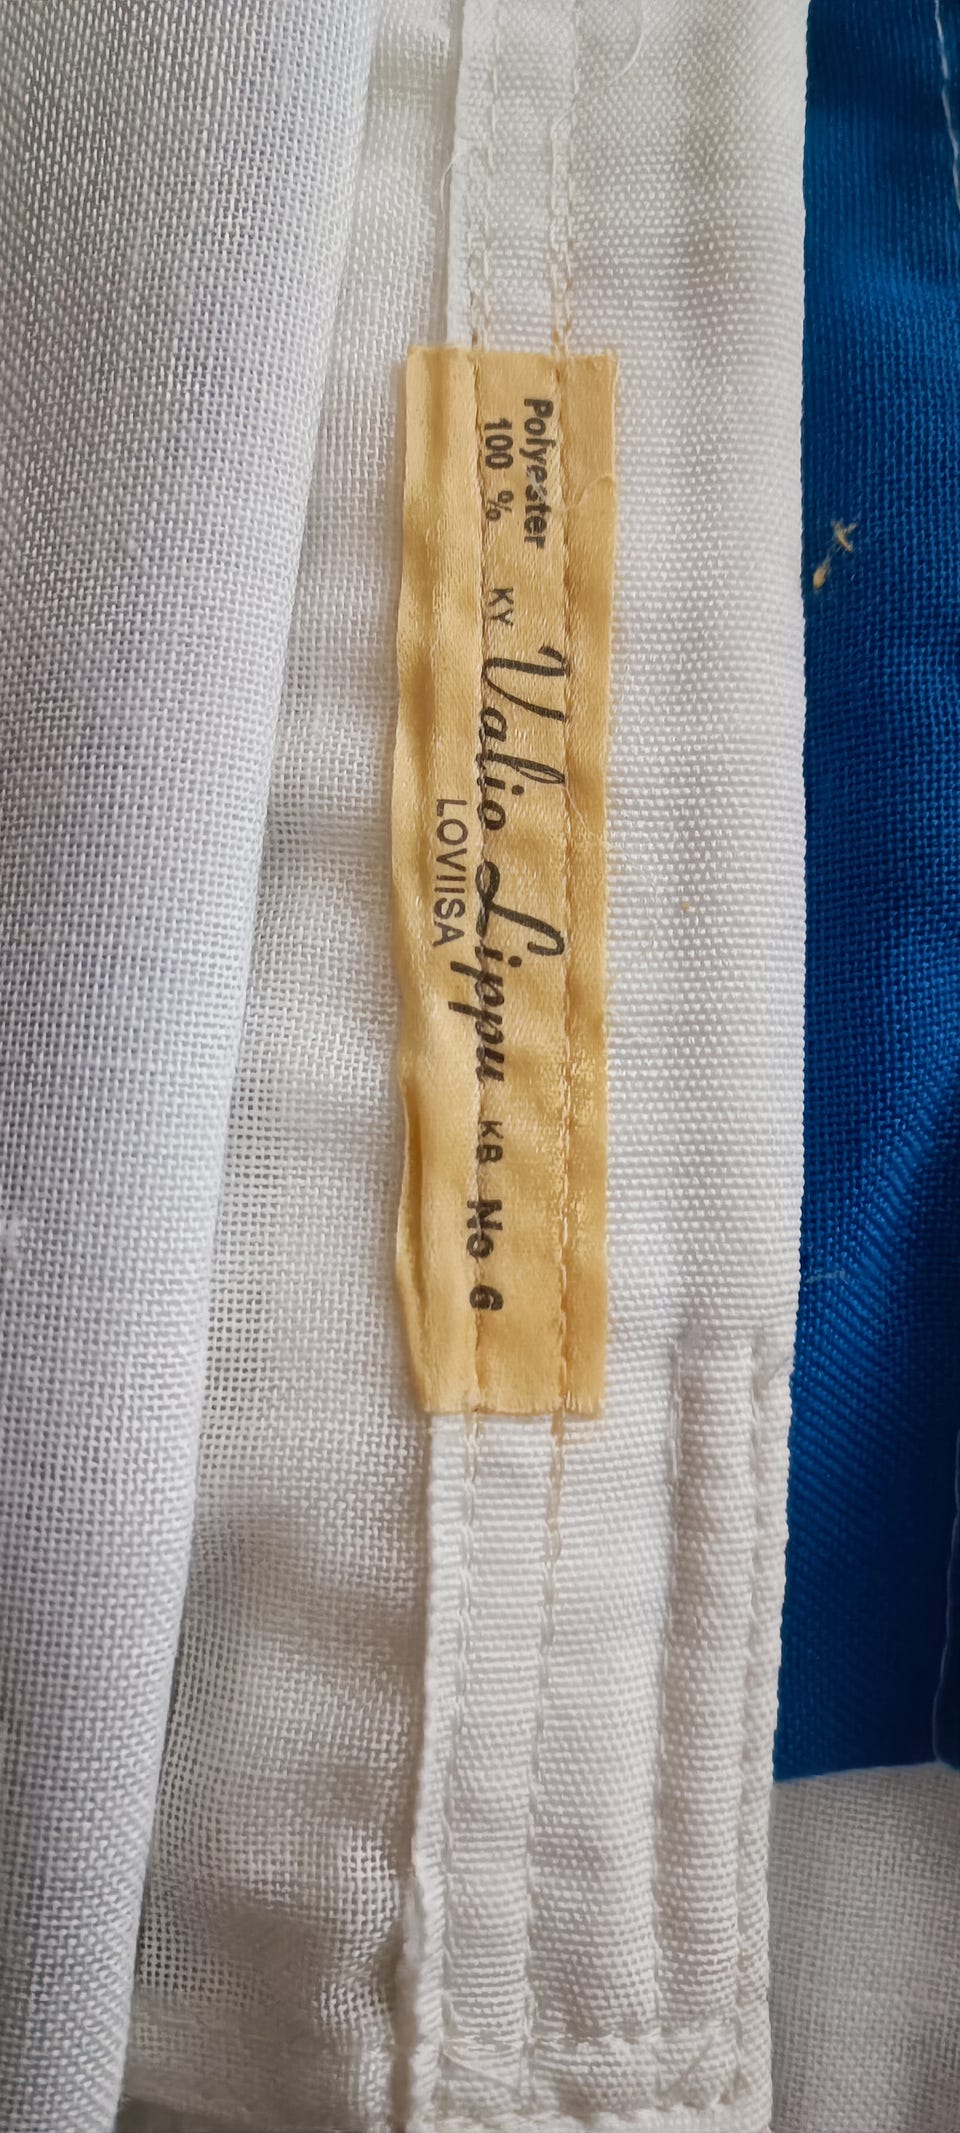 Polyester
100 %
KY Valio Lippu KB No 6
LOVIISA